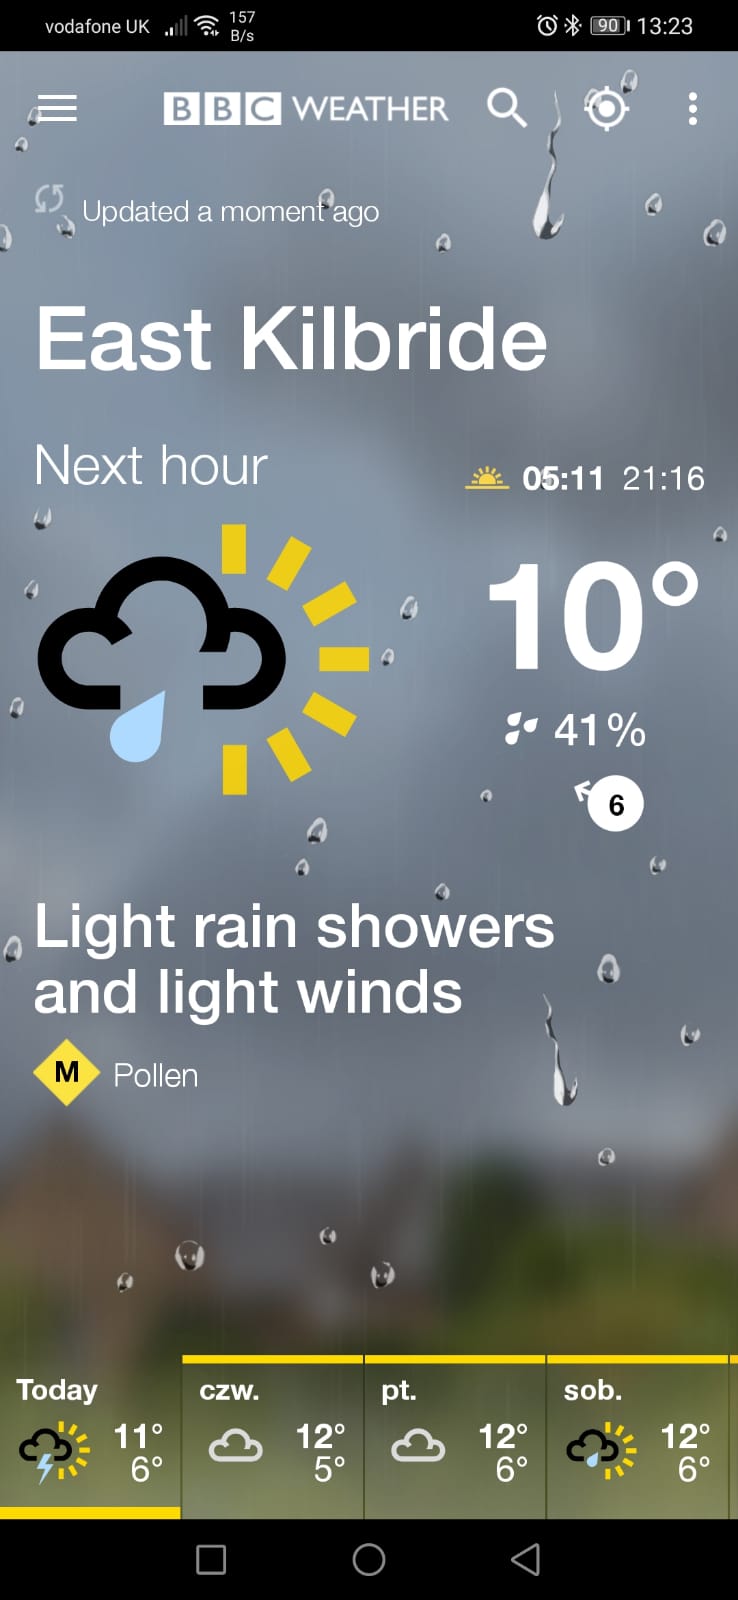 vodafone UK 157 B/s 90 13:23
BBC WEATHER
Updated a moment ago
East Kilbride
Next hour
05:11 21:16
10°
41%
6
Light rain showers
and light winds
M Pollen
Today czw. pt. sob.
11° 12° 12° 12°
6° 5° 6° 6°